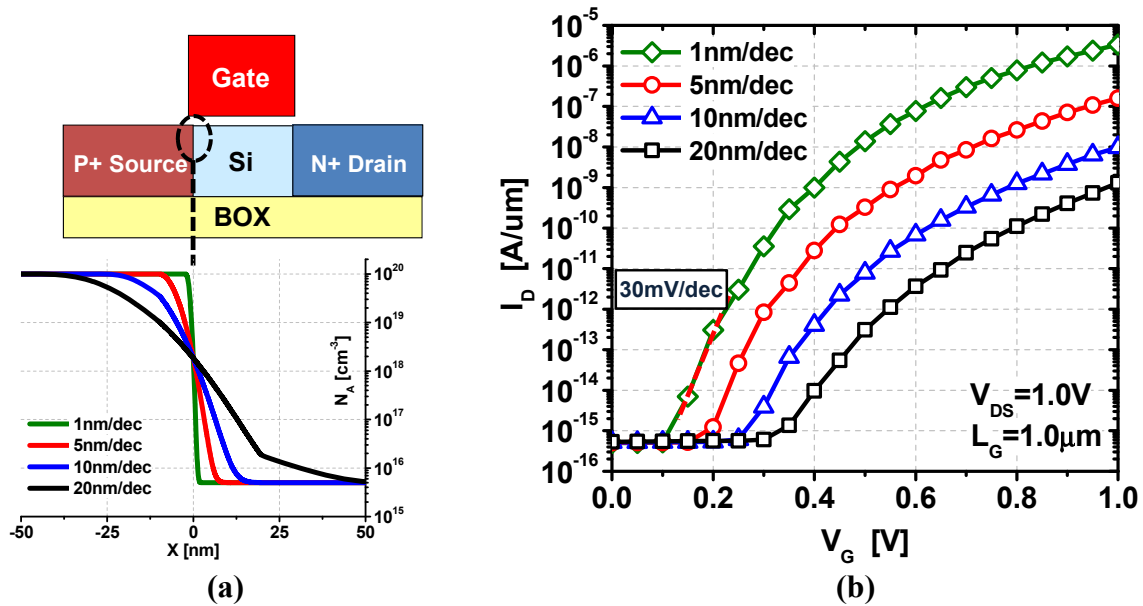 Gate
P+ Source
Si
N+ Drain
BOX
10^20
10^19
10^18
10^17
10^16
10^15
N_A [cm^-3]
1nm/dec
5nm/dec
10nm/dec
20nm/dec
-50
-25
0
25
50
X [nm]
(a)
10^-5
10^-6
10^-7
10^-8
10^-9
10^-10
10^-11
10^-12
10^-13
10^-14
10^-15
10^-16
I_D [A/um]
1nm/dec
5nm/dec
10nm/dec
20nm/dec
30mV/dec
V_DS=1.0V
L_G=1.0μm
0.0
0.2
0.4
0.6
0.8
1.0
V_G [V]
(b)